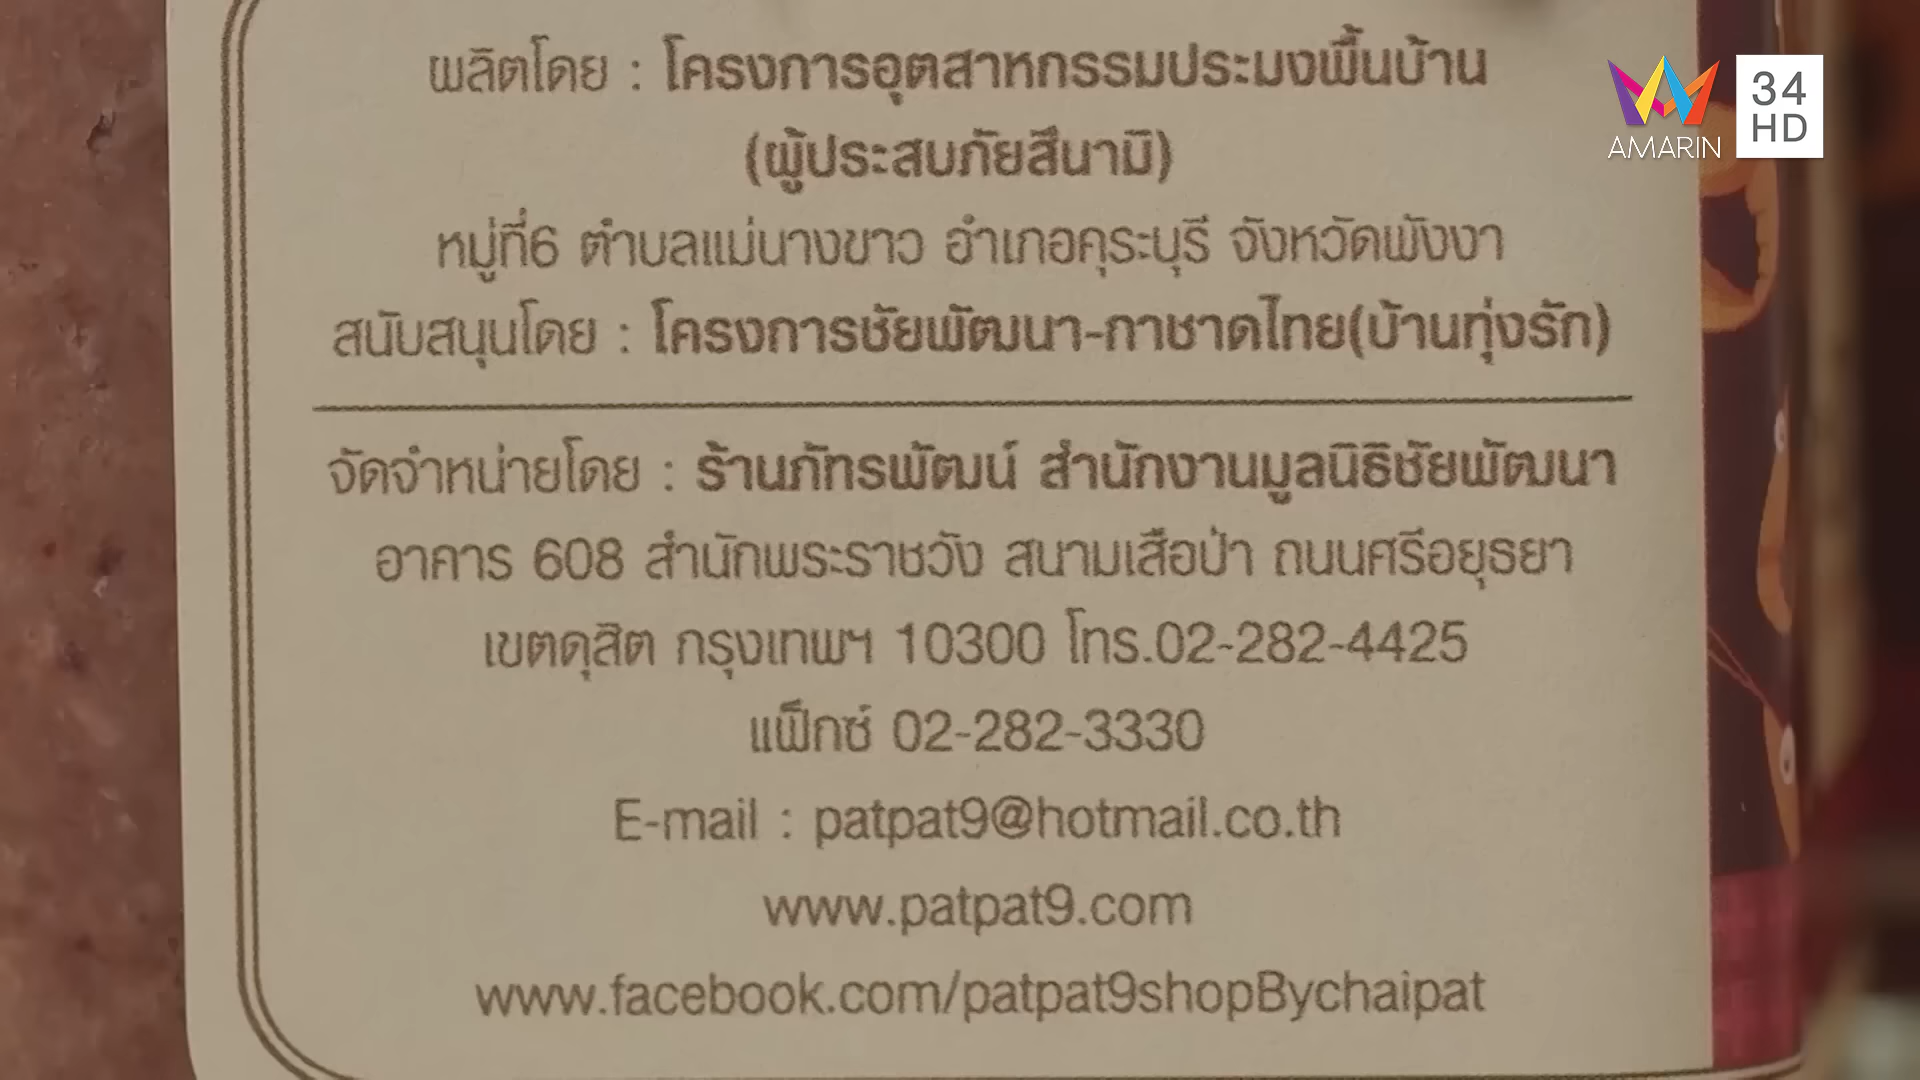 ผลิตโดย : โครงการอุตสาหกรรมประมงพื้นบ้าน
(ผู้ประสบภัยสึนามิ)
หมู่ที่6 ตำบลแม่นางขาว อำเภอคุระบุรี จังหวัดพังงา
สนับสนุนโดย : โครงการชัยพัฒนา-กาชาดไทย(บ้านทุ่งรัก)
จัดจำหน่ายโดย : ร้านภัทรพัฒน์ สำนักงานมูลนิธิชัยพัฒนา
อาคาร 608 สำนักพระราชวัง สนามเสือป่า ถนนศรีอยุธยา
เขตดุสิต กรุงเทพฯ 10300 โทร.02-282-4425
แฟ็กซ์ 02-282-3330
E-mail : patpat9@hotmail.co.th
www.patpat9.com
www.facebook.com/patpat9shopBychaipat
AMARIN
34
HD